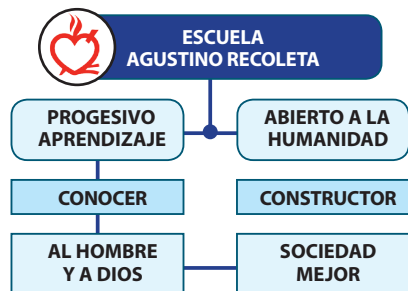 ESCUELA
AGUSTINO RECOLETA
PROGESIVO
APRENDIZAJE
ABIERTO A LA
HUMANIDAD
CONOCER
CONSTRUCTOR
AL HOMBRE
Y A DIOS
SOCIEDAD
MEJOR